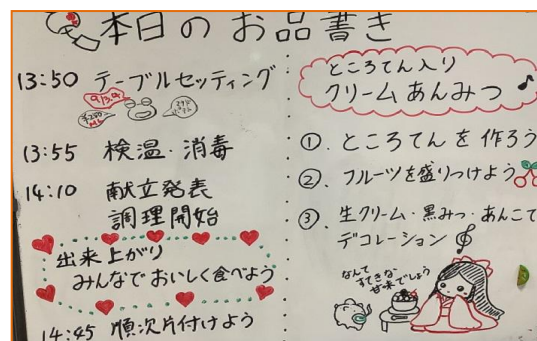 本日のお品書き
13:50 テーブルセッティング
13:55 検温・消毒
14:10 献立発表
調理開始
出来上がり
みんなでおいしく食べよう
14:45 順次片付けよう
ところてん入り
クリームあんみつ
①.ところてんを作ろう
②.フルーツを盛りつけよう
③.生クリーム・黒みつ・あんこで
デコレーション
なんて
すてきな
甘味でしょう